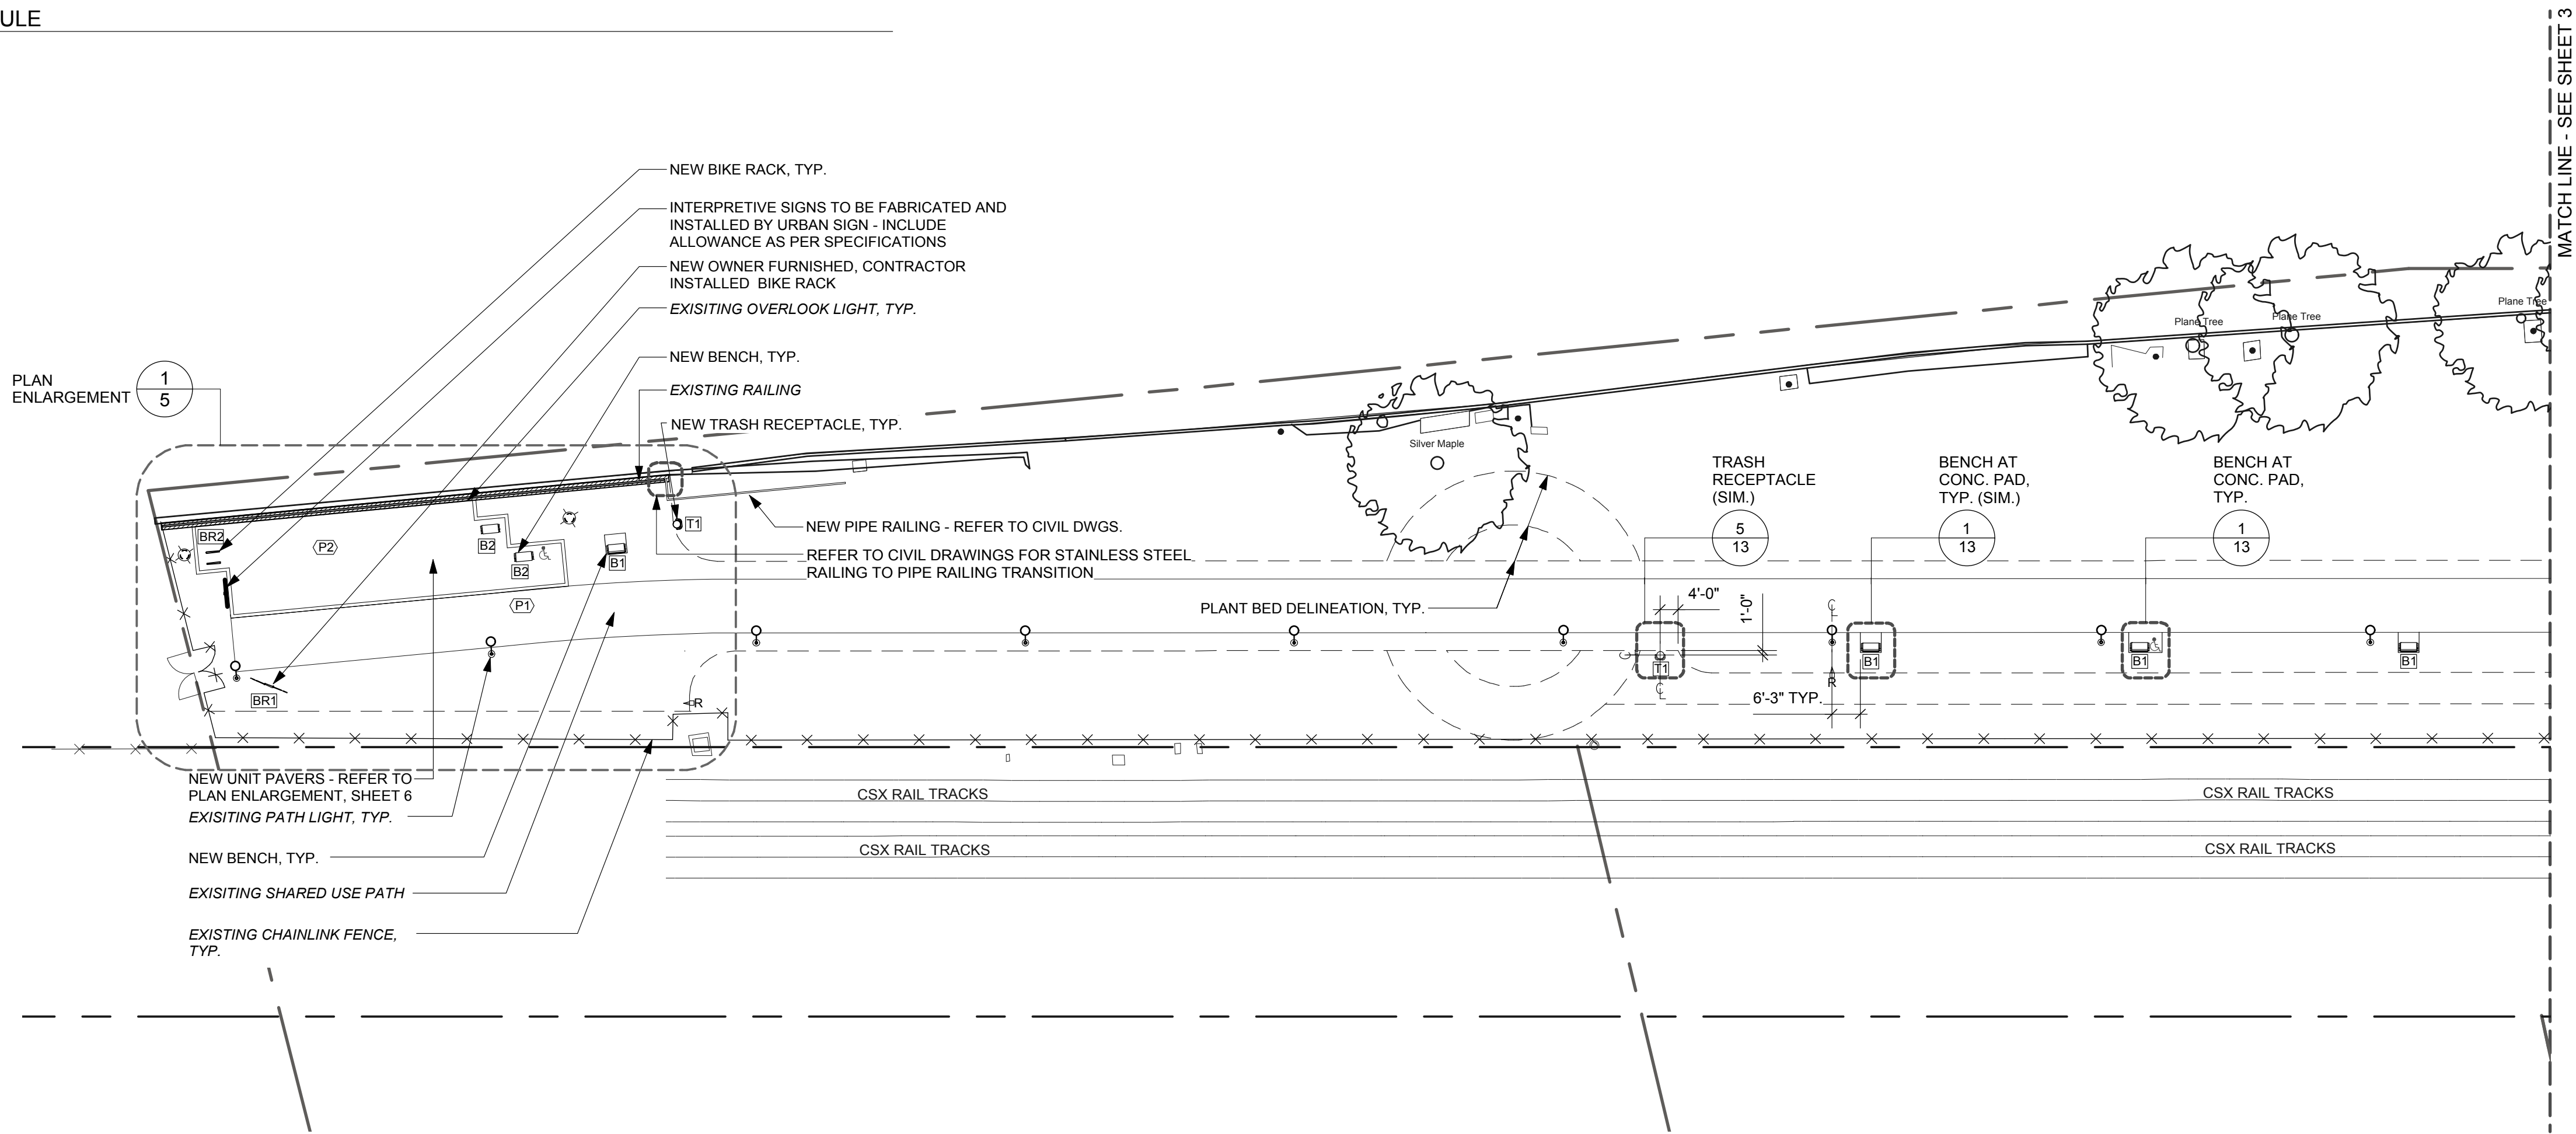 ULE
MATCH LINE - SEE SHEET 3
NEW BIKE RACK, TYP.
INTERPRETIVE SIGNS TO BE FABRICATED AND
INSTALLED BY URBAN SIGN - INCLUDE
ALLOWANCE AS PER SPECIFICATIONS
NEW OWNER FURNISHED, CONTRACTOR
INSTALLED BIKE RACK
EXISITING OVERLOOK LIGHT, TYP.
NEW BENCH, TYP.
EXISTING RAILING
NEW TRASH RECEPTACLE, TYP.
PLAN
ENLARGEMENT
1
5
Plane Tree
Plane Tree
Plane Tree
Silver Maple
TRASH
RECEPTACLE
(SIM.)
5
13
BENCH AT
CONC. PAD,
TYP. (SIM.)
1
13
BENCH AT
CONC. PAD,
TYP.
1
13
BR2
P2
B2
B2
B1
T1
P1
BR1
NEW PIPE RAILING - REFER TO CIVIL DWGS.
REFER TO CIVIL DRAWINGS FOR STAINLESS STEEL
RAILING TO PIPE RAILING TRANSITION
PLANT BED DELINEATION, TYP.
4'-0"
1'-0"
CL
T1
CL
B1
B1
B1
R
R
6'-3" TYP.
NEW UNIT PAVERS - REFER TO
PLAN ENLARGEMENT, SHEET 6
EXISITING PATH LIGHT, TYP.
NEW BENCH, TYP.
EXISITING SHARED USE PATH
EXISTING CHAINLINK FENCE,
TYP.
CSX RAIL TRACKS
CSX RAIL TRACKS
CSX RAIL TRACKS
CSX RAIL TRACKS